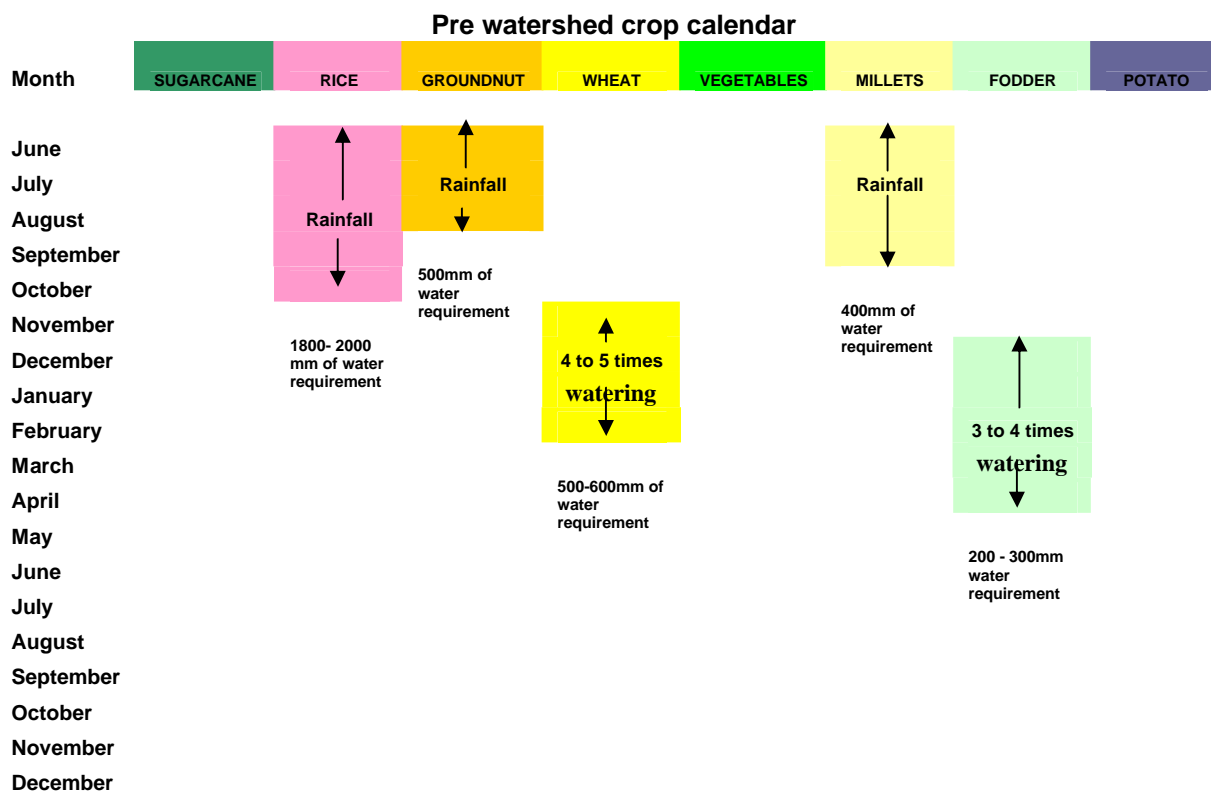 Pre watershed crop calendar
Month SUGARCANE RICE GROUNDNUT WHEAT VEGETABLES MILLETS FODDER POTATO
June
July Rainfall Rainfall
August Rainfall
September
October 500mm of
water
requirement
November 400mm of
water
requirement
1800- 2000
mm of water
requirement
December 4 to 5 times
January watering
February 3 to 4 times
March watering
April 500-600mm of
water
requirement
May
June 200 - 300mm
water
requirement
July
August
September
October
November
December